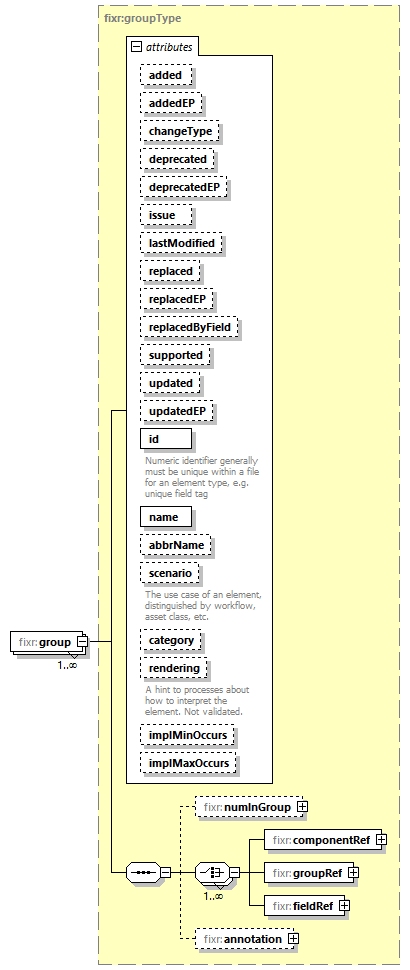 fixr:groupType
attributes
added
addedEP
changeType
deprecated
deprecatedEP
issue
lastModified
replaced
replacedEP
replacedByField
supported
updated
updatedEP
id
Numeric identifier generally
must be unique within a file
for an element type, e.g.
unique field tag
name
abbrName
scenario
The use case of an element,
distinguished by workflow,
asset class, etc.
category
rendering
A hint to processes about
how to interpret the
element. Not validated.
implMinOccurs
implMaxOccurs
fixr:group
1..∞
fixr:numInGroup
fixr:componentRef
fixr:groupRef
fixr:fieldRef
1..∞
fixr:annotation